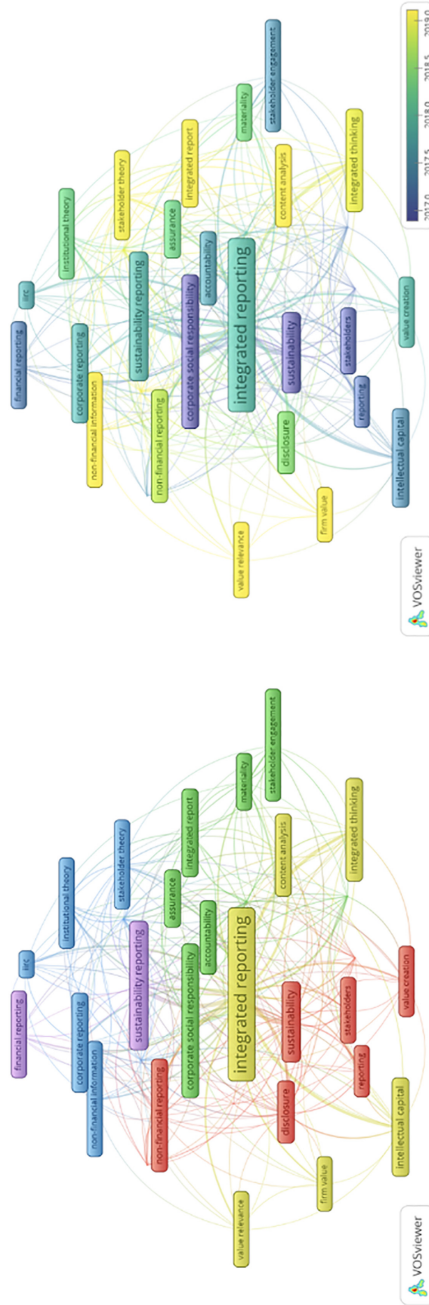 financial reporting
iirc
institutional theory
corporate reporting
non-financial information
stakeholder theory
sustainability reporting
non-financial reporting
assurance
corporate social responsibility
integrated report
accountability
value relevance
integrated reporting
materiality
stakeholder engagement
content analysis
disclosure
sustainability
firm value
stakeholders
integrated thinking
reporting
intellectual capital
value creation
VOSviewer
financial reporting
iirc
institutional theory
corporate reporting
non-financial information
stakeholder theory
sustainability reporting
non-financial reporting
assurance
corporate social responsibility
integrated report
accountability
value relevance
integrated reporting
materiality
stakeholder engagement
content analysis
disclosure
sustainability
firm value
stakeholders
integrated thinking
reporting
intellectual capital
value creation
VOSviewer
2017.0 2017.5 2018.0 2018.5 2019.0